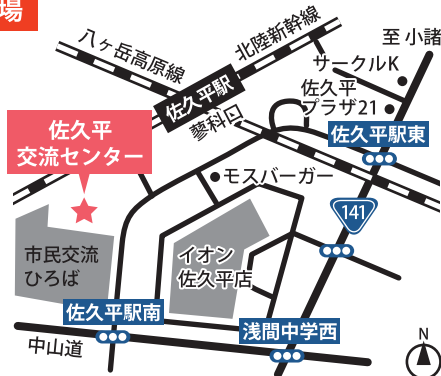 場
八ヶ岳高原線
北陸新幹線
至 小諸
サークルK
佐久平駅
佐久平
プラザ21
蓼科口
佐久平駅東
佐久平
交流センター
モスバーガー
141
市民交流
ひろば
イオン
佐久平店
佐久平駅南
浅間中学西
中山道
N